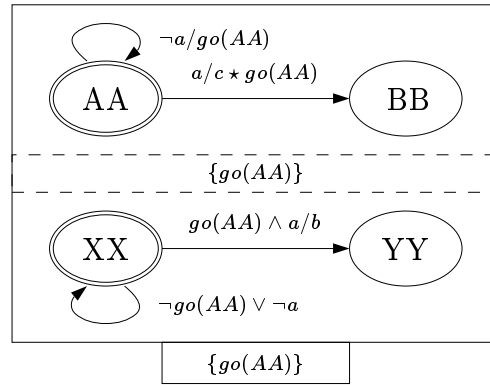 ¬a/go(AA)
a/c ⋆ go(AA)
AA BB
{go(AA)}
go(AA) ∧ a/b
XX YY
¬go(AA) ∨ ¬a
{go(AA)}